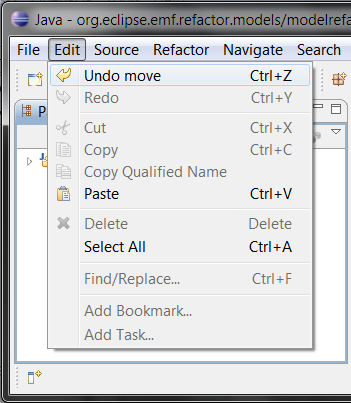 Java - org.eclipse.emf.refactor.models/modelrefa
File Edit Source Refactor Navigate Search
Undo move Ctrl+Z
Redo Ctrl+Y
Cut Ctrl+X
Copy Ctrl+C
Copy Qualified Name
Paste Ctrl+V
Delete Delete
Select All Ctrl+A
Find/Replace... Ctrl+F
Add Bookmark...
Add Task...